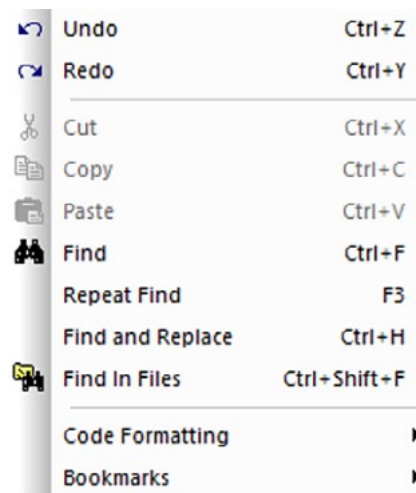 Undo Ctrl+Z
Redo Ctrl+Y
Cut Ctrl+X
Copy Ctrl+C
Paste Ctrl+V
Find Ctrl+F
Repeat Find F3
Find and Replace Ctrl+H
Find In Files Ctrl+Shift+F
Code Formatting
Bookmarks